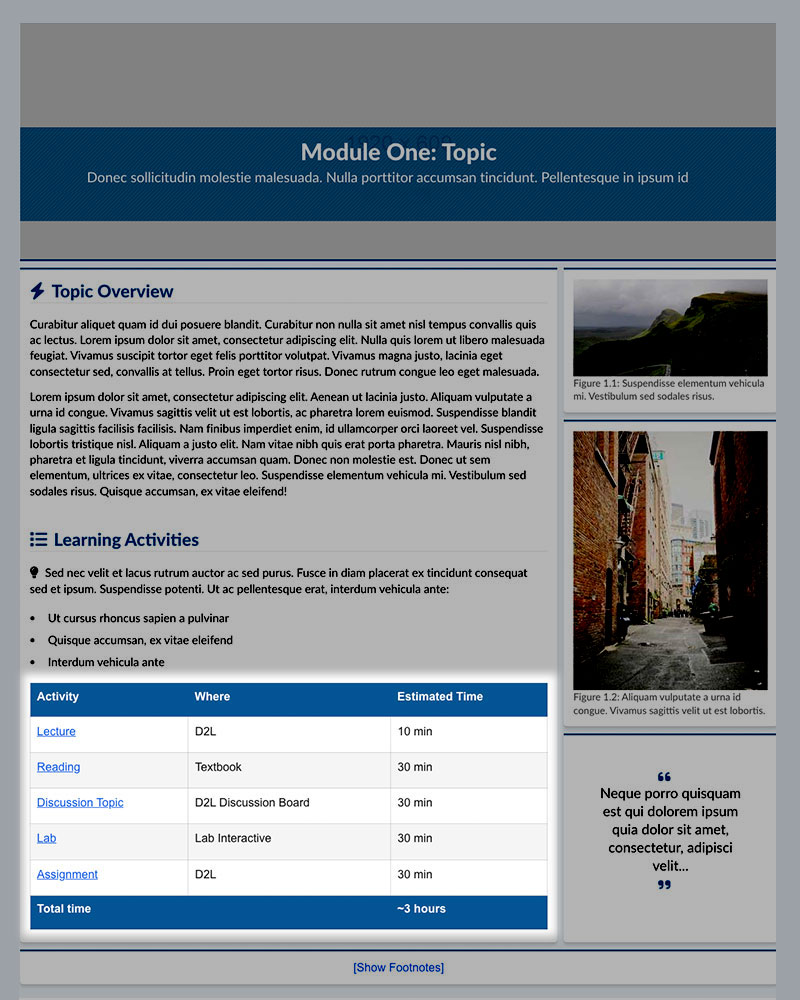 Module One: Topic
Donec sollicitudin molestie malesuada. Nulla porttitor accumsan tincidunt. Pellentesque in ipsum id
Topic Overview
Curabitur aliquet quam id dui posuere blandit. Curabitur non nulla sit amet nisl tempus convallis quis
ac lectus. Lorem ipsum dolor sit amet, consectetur adipiscing elit. Nulla quis lorem ut libero malesuada
feugiat. Vivamus suscipit tortor eget felis porttitor volutpat. Vivamus magna justo, lacinia eget
consectetur sed, convallis at tellus. Proin eget tortor risus. Donec rutrum congue leo eget malesuada.
Lorem ipsum dolor sit amet, consectetur adipiscing elit. Aenean ut lacinia justo. Aliquam vulputate a
urna id congue. Vivamus sagittis velit ut est lobortis, ac pharetra lorem euismod. Suspendisse blandit
ligula sagittis facilisis facilisis. Nam finibus imperdiet enim, id ullamcorper orci laoreet vel. Suspendisse
lobortis tristique nisl. Aliquam a justo elit. Nam vitae nibh quis erat porta pharetra. Mauris nisl nibh,
pharetra et ligula tincidunt, viverra accumsan quam. Donec non molestie est. Donec ut sem
elementum, ultrices ex vitae, consectetur leo. Suspendisse elementum vehicula mi. Vestibulum sed
sodales risus. Quisque accumsan, ex vitae eleifend!
Learning Activities
Sed nec velit et lacus rutrum auctor ac sed purus. Fusce in diam placerat ex tincidunt consequat
sed et ipsum. Suspendisse potenti. Ut ac pellentesque erat, interdum vehicula ante:
• Ut cursus rhoncus sapien a pulvinar
• Quisque accumsan, ex vitae eleifend
• Interdum vehicula ante
Activity Where Estimated Time
Lecture D2L 10 min
Reading Textbook 30 min
Discussion Topic D2L Discussion Board 30 min
Lab Lab Interactive 30 min
Assignment D2L 30 min
Total time ~3 hours
Figure 1.1: Suspendisse elementum vehicula
mi. Vestibulum sed sodales risus.
Figure 1.2: Aliquam vulputate a urna id
congue. Vivamus sagittis velit ut est lobortis.
“
Neque porro quisquam
est qui dolorem ipsum
quia dolor sit amet,
consectetur, adipisci
velit...
”
[Show Footnotes]